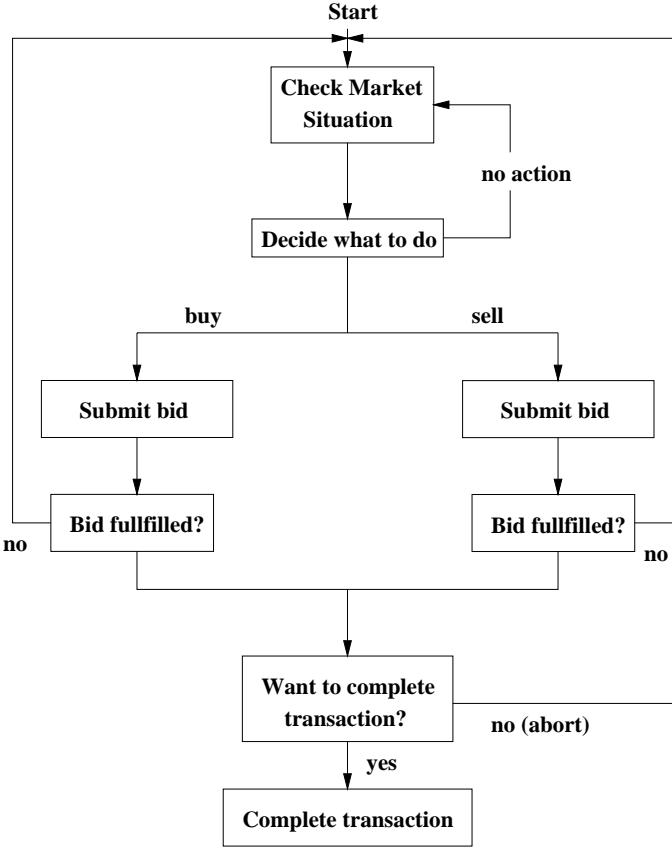 Start
Check Market
Situation
no action
Decide what to do
buy
sell
Submit bid
Submit bid
Bid fullfilled?
Bid fullfilled?
no
no
Want to complete
transaction?
no (abort)
yes
Complete transaction